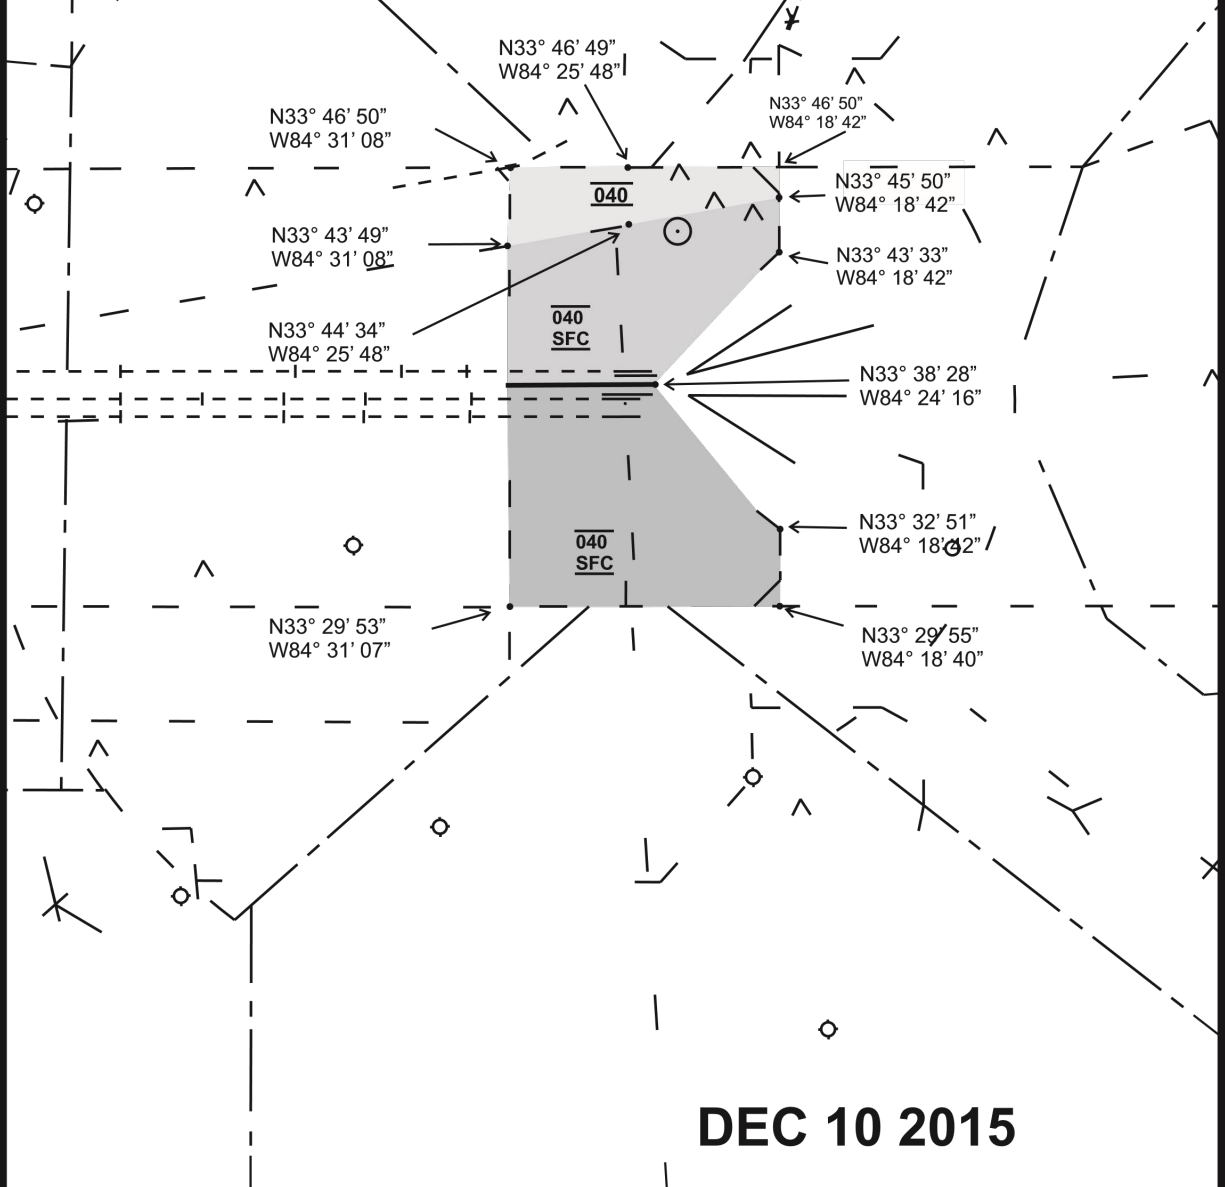 N33° 46’ 49”
W84° 25’ 48”
N33° 46’ 50”
W84° 18’ 42”
N33° 46’ 50”
W84° 31’ 08”
N33° 45’ 50”
W84° 18’ 42”
040
N33° 43’ 49”
W84° 31’ 08”
N33° 43’ 33”
W84° 18’ 42”
040
SFC
N33° 44’ 34”
W84° 25’ 48”
N33° 38’ 28”
W84° 24’ 16”
N33° 32’ 51”
W84° 18’ 42”
040
SFC
N33° 29’ 53”
W84° 31’ 07”
N33° 29’ 55”
W84° 18’ 40”
DEC 10 2015